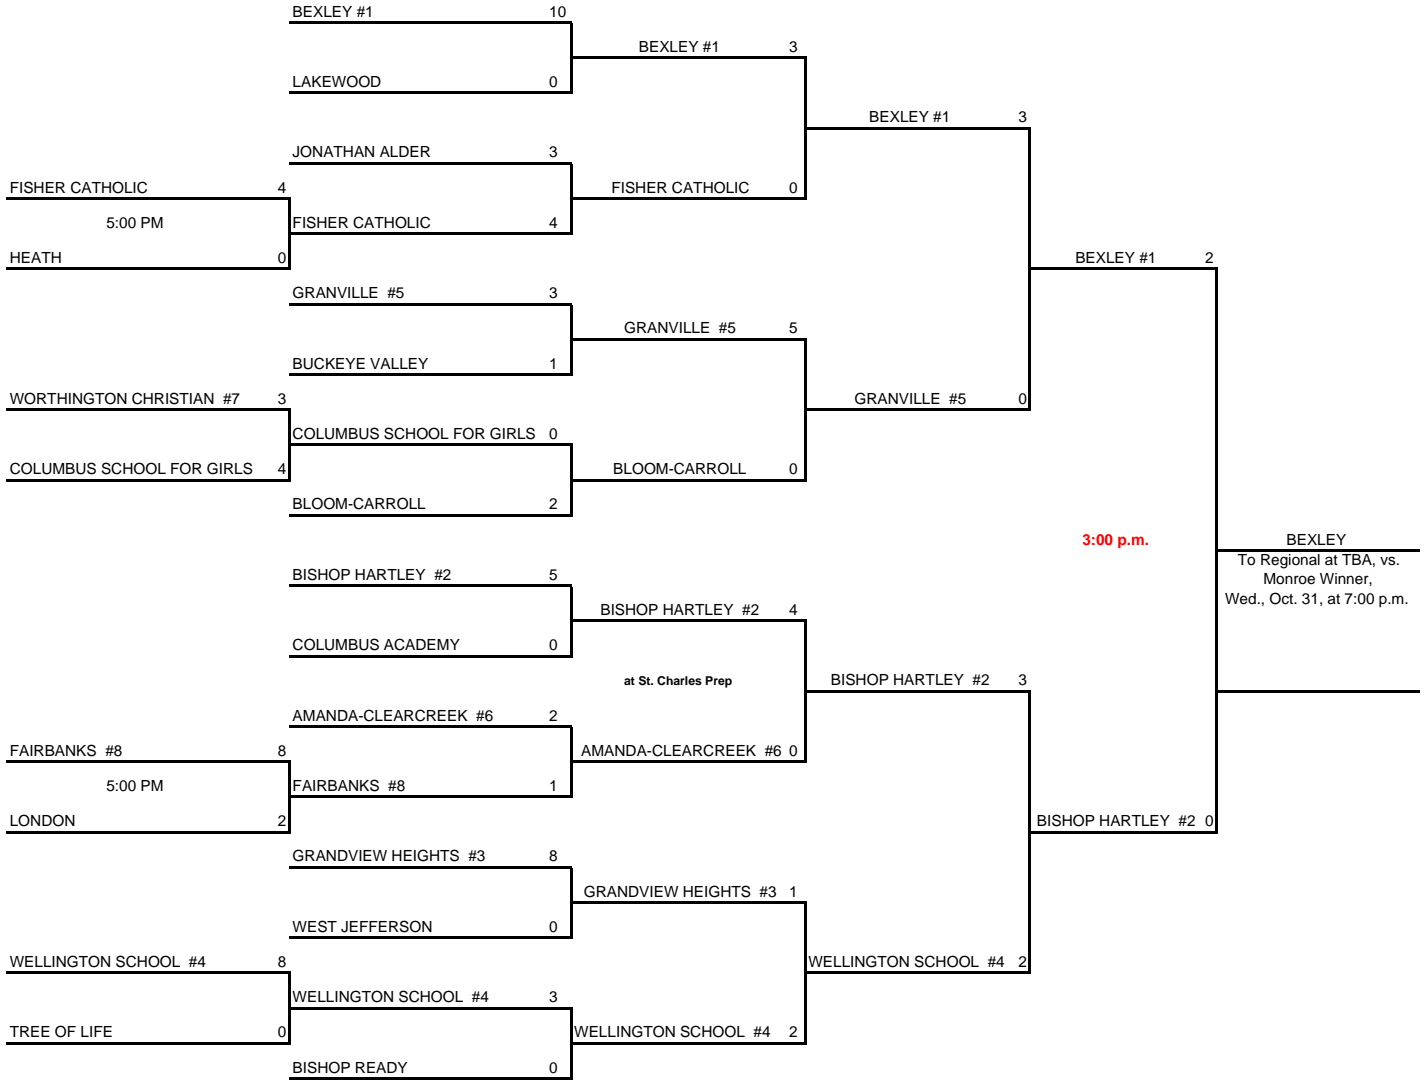 BEXLEY #1 10
BEXLEY #1 3
LAKEWOOD 0
BEXLEY #1 3
JONATHAN ALDER 3
FISHER CATHOLIC 4
FISHER CATHOLIC 0
5:00 PM
FISHER CATHOLIC 4
HEATH 0
BEXLEY #1 2
GRANVILLE #5 3
GRANVILLE #5 5
BUCKEYE VALLEY 1
WORTHINGTON CHRISTIAN #7 3
GRANVILLE #5 0
COLUMBUS SCHOOL FOR GIRLS 0
COLUMBUS SCHOOL FOR GIRLS 4
BLOOM-CARROLL 0
BLOOM-CARROLL 2
3:00 p.m.
BEXLEY
To Regional at TBA, vs.
Monroe Winner,
Wed., Oct. 31, at 7:00 p.m.
BISHOP HARTLEY #2 5
BISHOP HARTLEY #2 4
COLUMBUS ACADEMY 0
at St. Charles Prep
BISHOP HARTLEY #2 3
AMANDA-CLEARCREEK #6 2
FAIRBANKS #8 8
AMANDA-CLEARCREEK #6 0
5:00 PM
FAIRBANKS #8 1
LONDON 2
BISHOP HARTLEY #2 0
GRANDVIEW HEIGHTS #3 8
GRANDVIEW HEIGHTS #3 1
WEST JEFFERSON 0
WELLINGTON SCHOOL #4 8
WELLINGTON SCHOOL #4 2
WELLINGTON SCHOOL #4 3
TREE OF LIFE 0
WELLINGTON SCHOOL #4 2
BISHOP READY 0